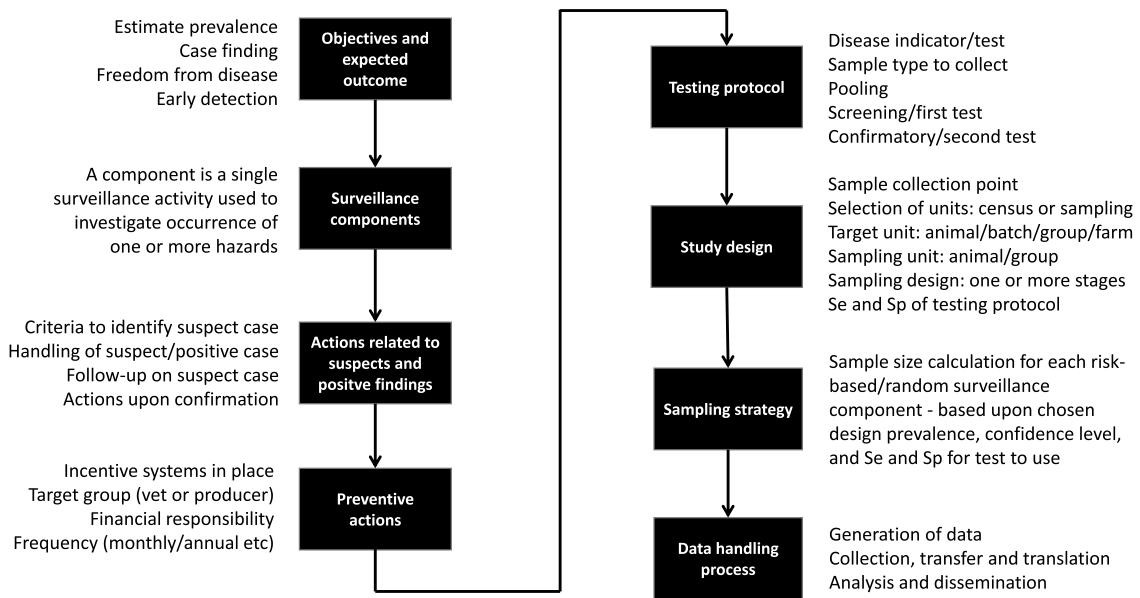 Estimate prevalence
Case finding
Freedom from disease
Early detection
Objectives and
expected
outcome
A component is a single
surveillance activity used to
investigate occurrence of
one or more hazards
Surveillance
components
Criteria to identify suspect case
Handling of suspect/positive case
Follow-up on suspect case
Actions upon confirmation
Actions related to
suspects and
positve findings
Incentive systems in place
Target group (vet or producer)
Financial responsibility
Frequency (monthly/annual etc)
Preventive
actions
Testing protocol
Disease indicator/test
Sample type to collect
Pooling
Screening/first test
Confirmatory/second test
Study design
Sample collection point
Selection of units: census or sampling
Target unit: animal/batch/group/farm
Sampling unit: animal/group
Sampling design: one or more stages
Se and Sp of testing protocol
Sampling strategy
Sample size calculation for each risk-
based/random surveillance
component - based upon chosen
design prevalence, confidence level,
and Se and Sp for test to use
Data handling
process
Generation of data
Collection, transfer and translation
Analysis and dissemination